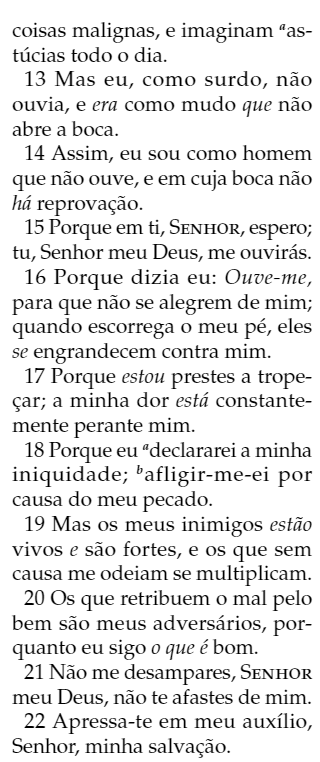 coisas malignas, e imaginam ᵃas-
túcias todo o dia.
13 Mas eu, como surdo, não
ouvia, e era como mudo que não
abre a boca.
14 Assim, eu sou como homem
que não ouve, e em cuja boca não
há reprovação.
15 Porque em ti, SENHOR, espero;
tu, Senhor meu Deus, me ouvirás.
16 Porque dizia eu: Ouve-me,
para que não se alegrem de mim;
quando escorrega o meu pé, eles
se engrandecem contra mim.
17 Porque estou prestes a trope-
çar; a minha dor está constante-
mente perante mim.
18 Porque eu ᵃdeclararei a minha
iniquidade; ᵇafligir-me-ei por
causa do meu pecado.
19 Mas os meus inimigos estão
vivos e são fortes, e os que sem
causa me odeiam se multiplicam.
20 Os que retribuem o mal pelo
bem são meus adversários, por-
quanto eu sigo o que é bom.
21 Não me desampares, SENHOR
meu Deus, não te afastes de mim.
22 Apressa-te em meu auxílio,
Senhor, minha salvação.